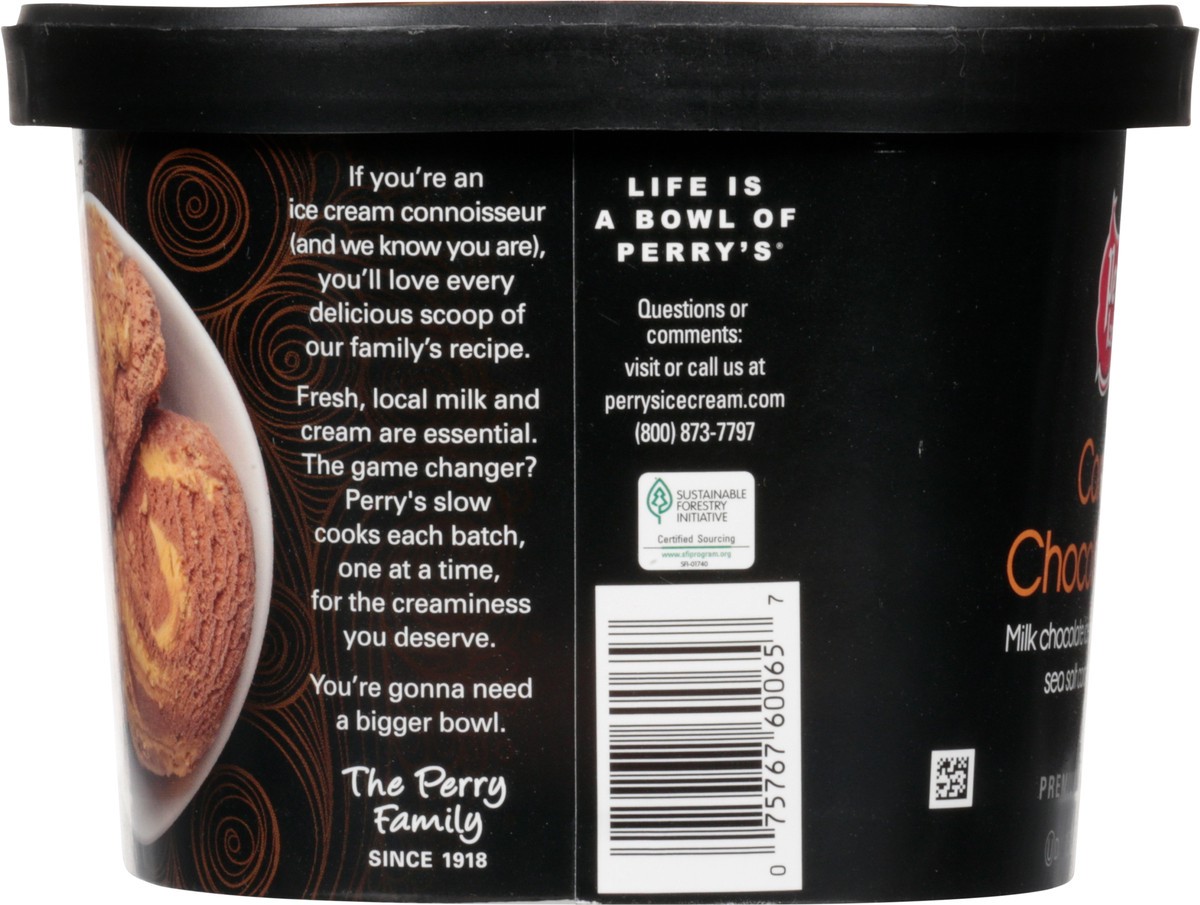 If you're an
ice cream connoisseur
(and we know you are),
you'll love every
delicious scoop of
our family's recipe.
Fresh, local milk and
cream are essential.
The game changer?
Perry's slow
cooks each batch,
one at a time,
for the creaminess
you deserve.
You're gonna need
a bigger bowl.
The Perry
Family
SINCE 1918
LIFE IS
A BOWL OF
PERRY'S®
Questions or
comments:
visit or call us at
perrysicecream.com
(800) 873-7797
SUSTAINABLE
FORESTRY
INITIATIVE
Certified Sourcing
www.sfiprogram.org
SFI-01740
0 75767 60065 7
Milk chocolate
sea salt